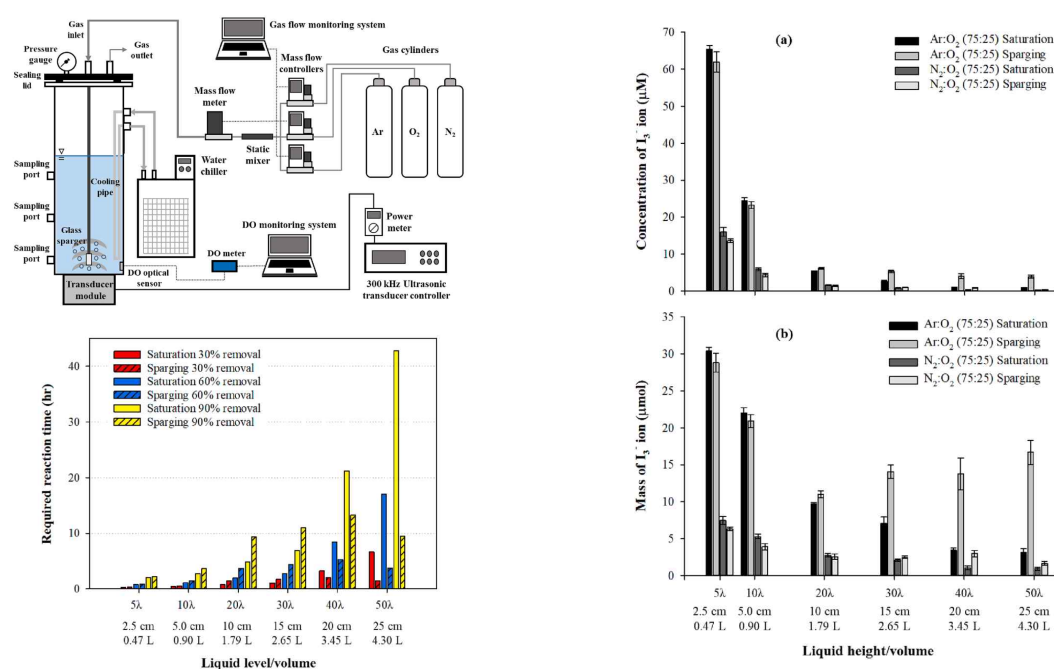 Gas
inlet
Gas flow monitoring system
Pressure
gauge
Gas
outlet
Mass flow
controllers
Gas cylinders
Sealing
lid
Mass flow
meter
Static
mixer
Ar
O₂
N₂
Water
chiller
Sampling
port
Cooling
pipe
Sampling
port
Glass
sparger
Sampling
port
DO optical
sensor
DO meter
DO monitoring system
Power
meter
Transducer
module
300 kHz Ultrasonic
transducer controller
Required reaction time (hr)
40
30
20
10
0
Saturation 30% removal
Sparging 30% removal
Saturation 60% removal
Sparging 60% removal
Saturation 90% removal
Sparging 90% removal
5λ 10λ 20λ 30λ 40λ 50λ
2.5 cm 5.0 cm 10 cm 15 cm 20 cm 25 cm
0.47 L 0.90 L 1.79 L 2.65 L 3.45 L 4.30 L
Liquid level/volume
(a)
Ar:O₂ (75:25) Saturation
Ar:O₂ (75:25) Sparging
N₂:O₂ (75:25) Saturation
N₂:O₂ (75:25) Sparging
Concentration of I₃⁻ ion (μM)
70
60
50
40
30
20
10
0
(b)
Ar:O₂ (75:25) Saturation
Ar:O₂ (75:25) Sparging
N₂:O₂ (75:25) Saturation
N₂:O₂ (75:25) Sparging
Mass of I₃⁻ ion (μmol)
35
30
25
20
15
10
5
0
5λ 10λ 20λ 30λ 40λ 50λ
2.5 cm 5.0 cm 10 cm 15 cm 20 cm 25 cm
0.47 L 0.90 L 1.79 L 2.65 L 3.45 L 4.30 L
Liquid height/volume